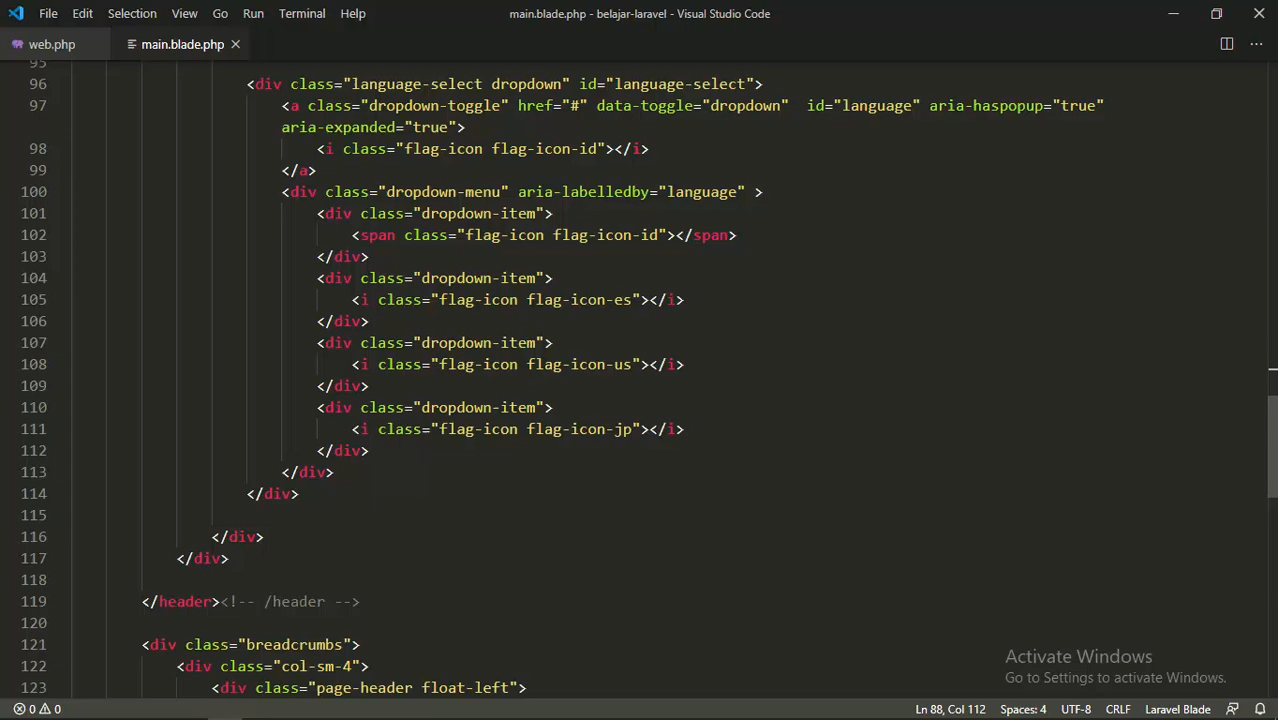 File Edit Selection View Go Run Terminal Help main.blade.php - belajar-laravel - Visual Studio Code
web.php main.blade.php
95
96 <div class="language-select dropdown" id="language-select">
97 <a class="dropdown-toggle" href="#" data-toggle="dropdown"  id="language" aria-haspopup="true"
aria-expanded="true">
98 <i class="flag-icon flag-icon-id"></i>
99 </a>
100 <div class="dropdown-menu" aria-labelledby="language" >
101 <div class="dropdown-item">
102 <span class="flag-icon flag-icon-id"></span>
103 </div>
104 <div class="dropdown-item">
105 <i class="flag-icon flag-icon-es"></i>
106 </div>
107 <div class="dropdown-item">
108 <i class="flag-icon flag-icon-us"></i>
109 </div>
110 <div class="dropdown-item">
111 <i class="flag-icon flag-icon-jp"></i>
112 </div>
113 </div>
114 </div>
115
116 </div>
117 </div>
118
119 </header><!-- /header -->
120
121 <div class="breadcrumbs">
122 <div class="col-sm-4">
123 <div class="page-header float-left">
Activate Windows
Go to Settings to activate Windows.
0 0 Ln 88, Col 112 Spaces: 4 UTF-8 CRLF Laravel Blade